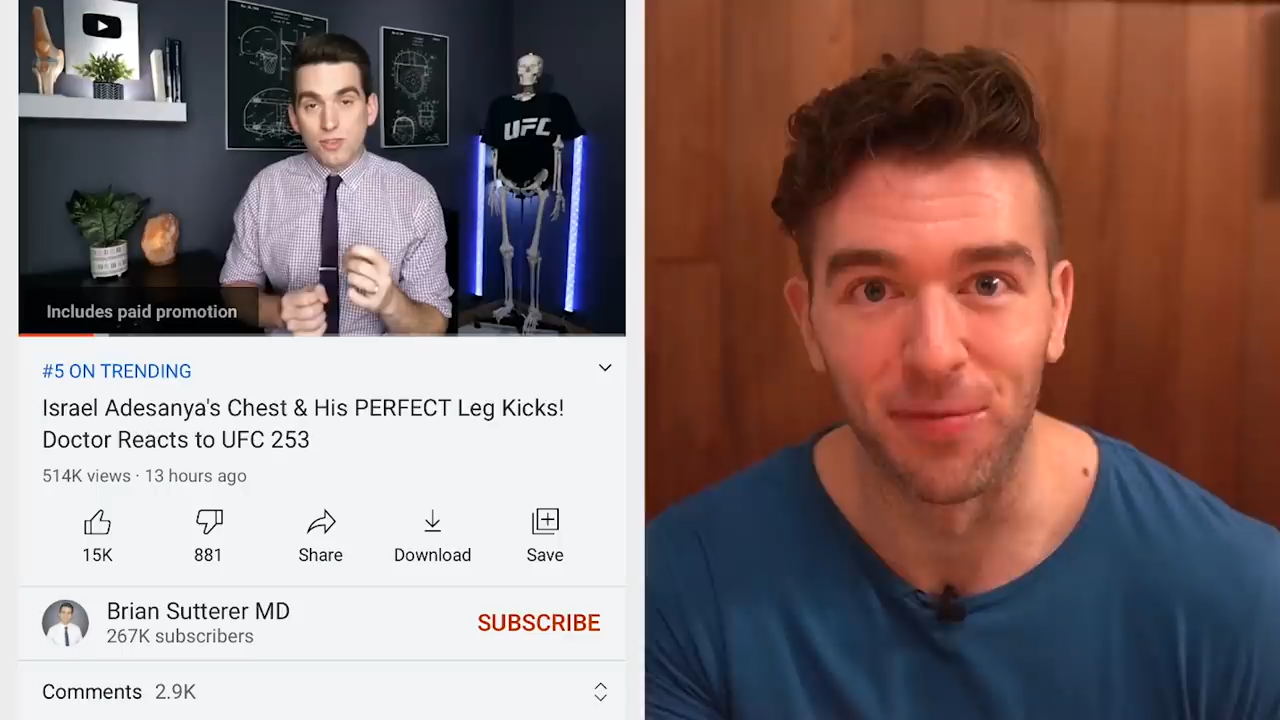 UFC
Includes paid promotion
#5 ON TRENDING
Israel Adesanya's Chest & His PERFECT Leg Kicks!
Doctor Reacts to UFC 253
514K views · 13 hours ago
15K
881
Share
Download
Save
Brian Sutterer MD
267K subscribers
SUBSCRIBE
Comments 2.9K